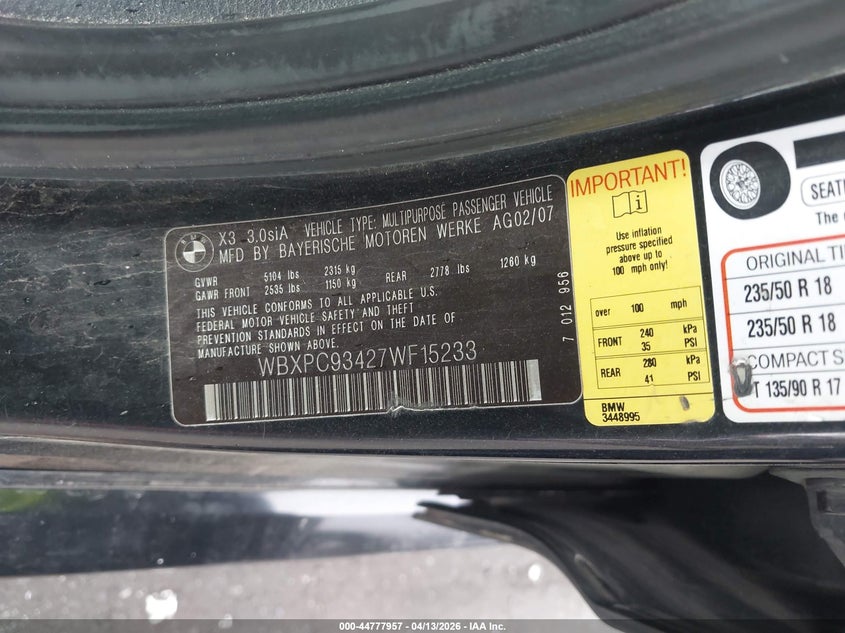 X3 3.0siA VEHICLE TYPE: MULTIPURPOSE PASSENGER VEHICLE
MFD BY BAYERISCHE MOTOREN WERKE AG 02/07
GVWR 5104 lbs 2315 kg
GAWR FRONT 2535 lbs 1150 kg REAR 2778 lbs 1260 kg
THIS VEHICLE CONFORMS TO ALL APPLICABLE U.S.
FEDERAL MOTOR VEHICLE SAFETY AND THEFT
PREVENTION STANDARDS IN EFFECT ON THE DATE OF
MANUFACTURE SHOWN ABOVE.
WBXPC93427WF15233
7 012 956
IMPORTANT!
Use inflation
pressure specified
above up to
100 mph only!
over 100 mph
FRONT 240 kPa
35 PSI
REAR 280 kPa
41 PSI
BMW
3448995
SEATI
The c
ORIGINAL TI
235/50 R 18
235/50 R 18
COMPACT S
T 135/90 R 17
000-44777957 - 04/13/2026 - IAA Inc.